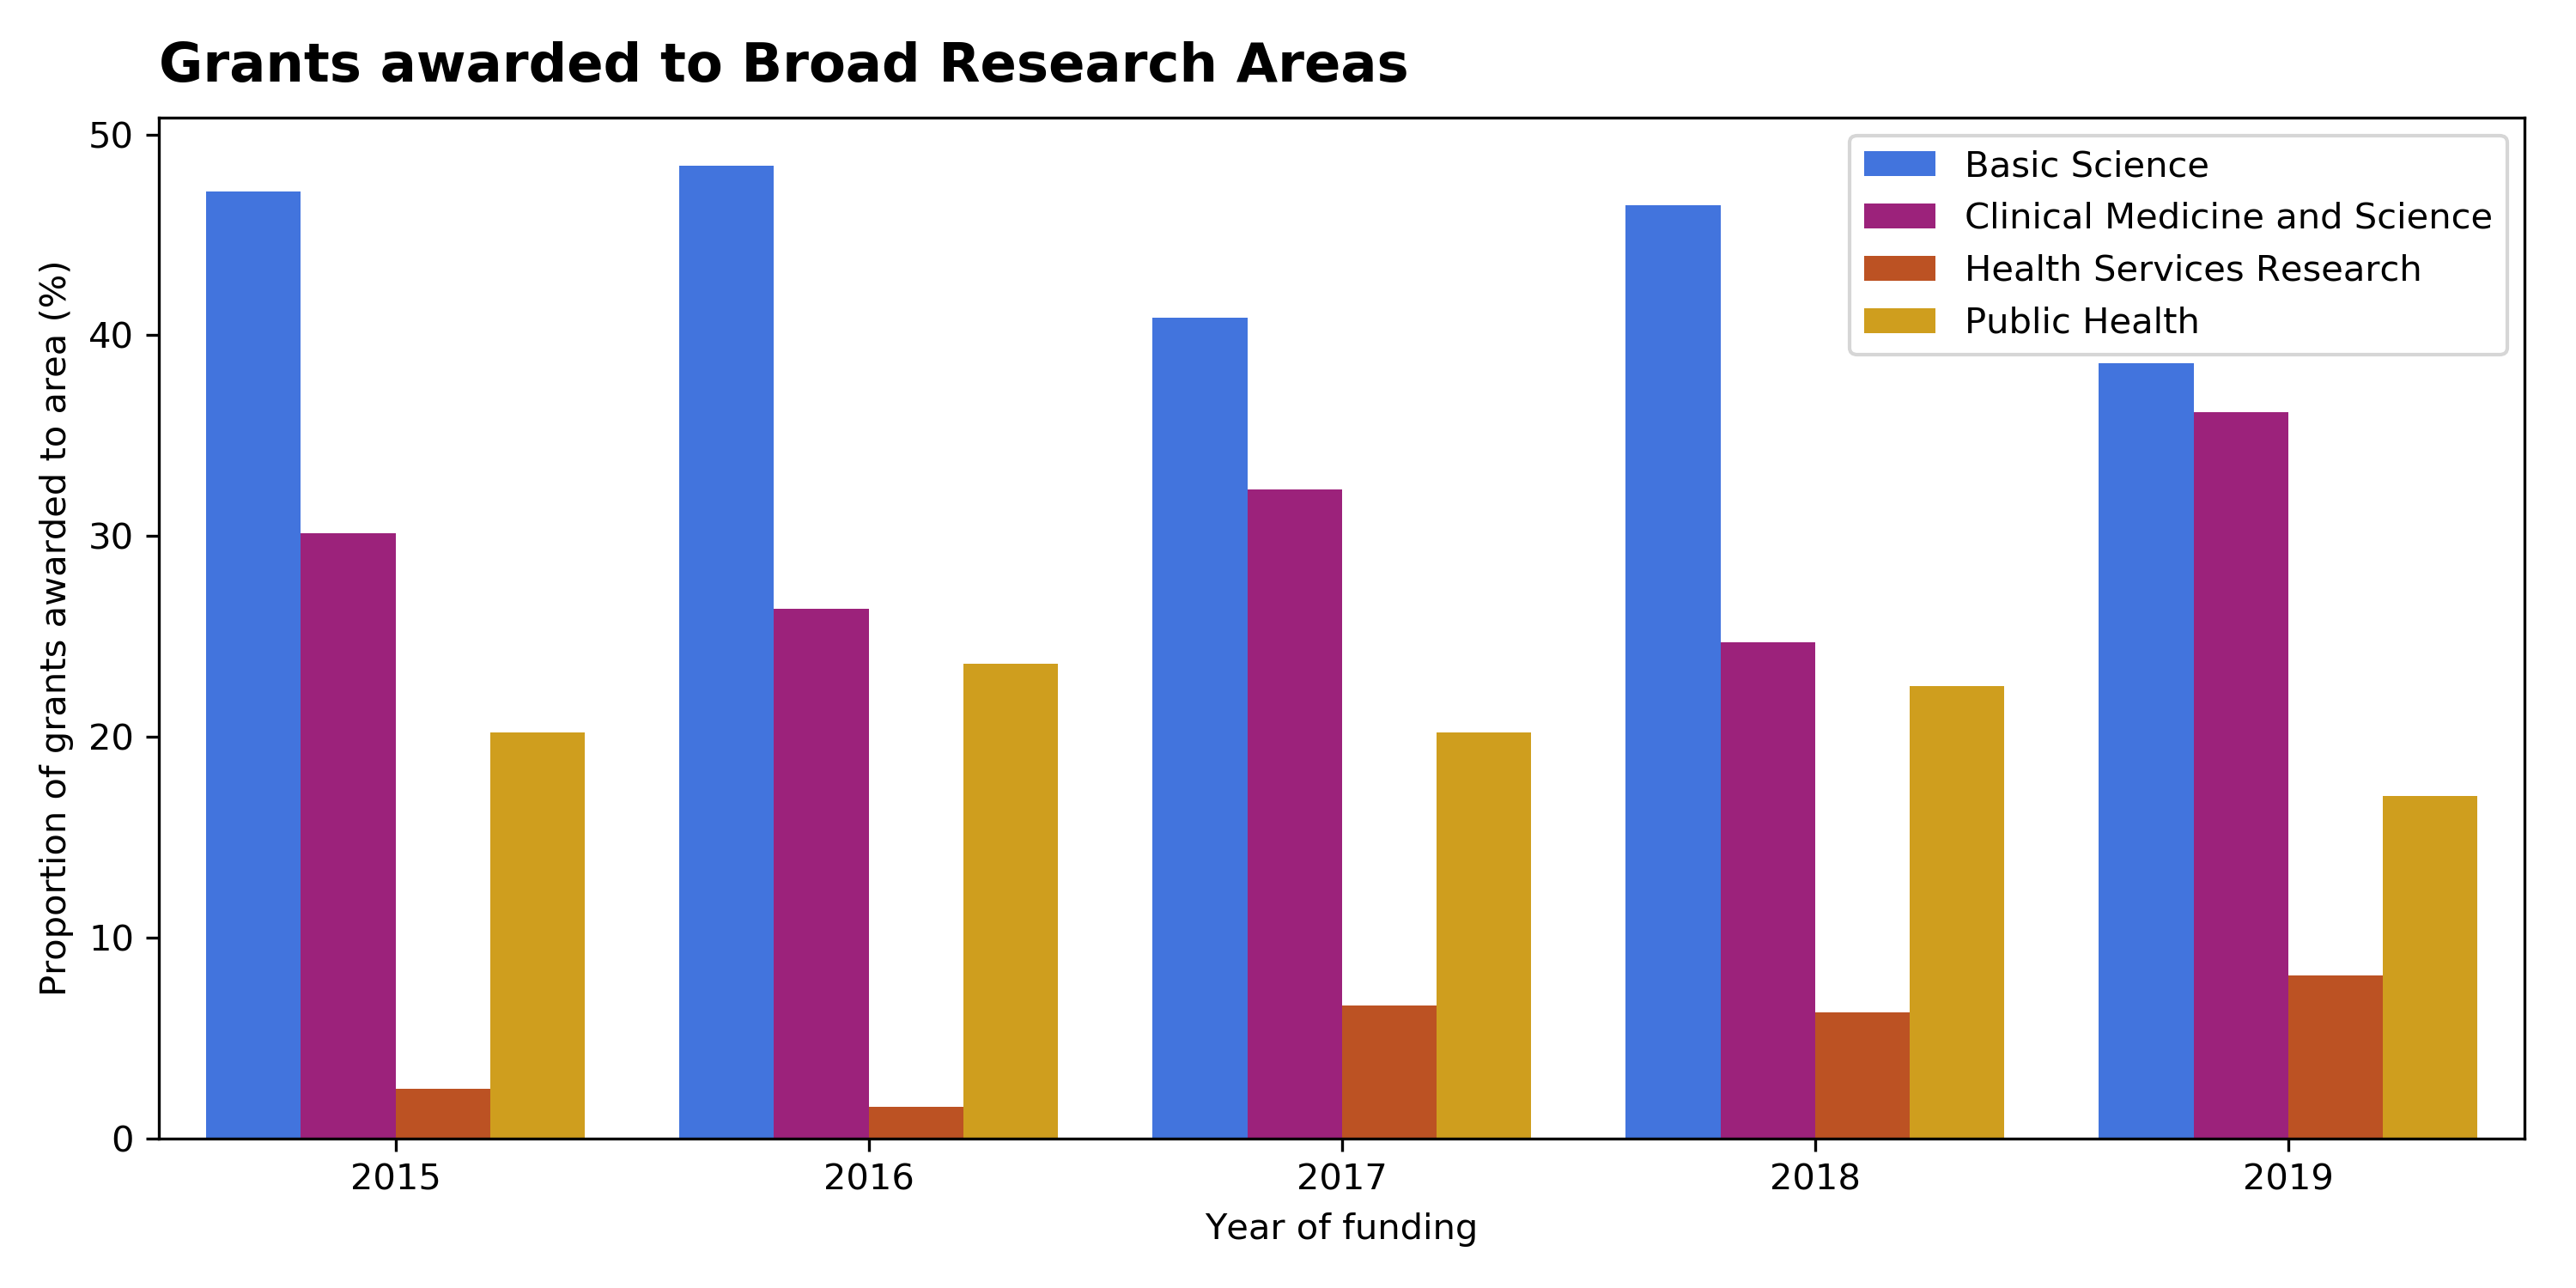 Grants awarded to Broad Research Areas
Proportion of grants awarded to area (%)
50
40
30
20
10
0
Basic Science
Clinical Medicine and Science
Health Services Research
Public Health
2015 2016 2017 2018 2019
Year of funding